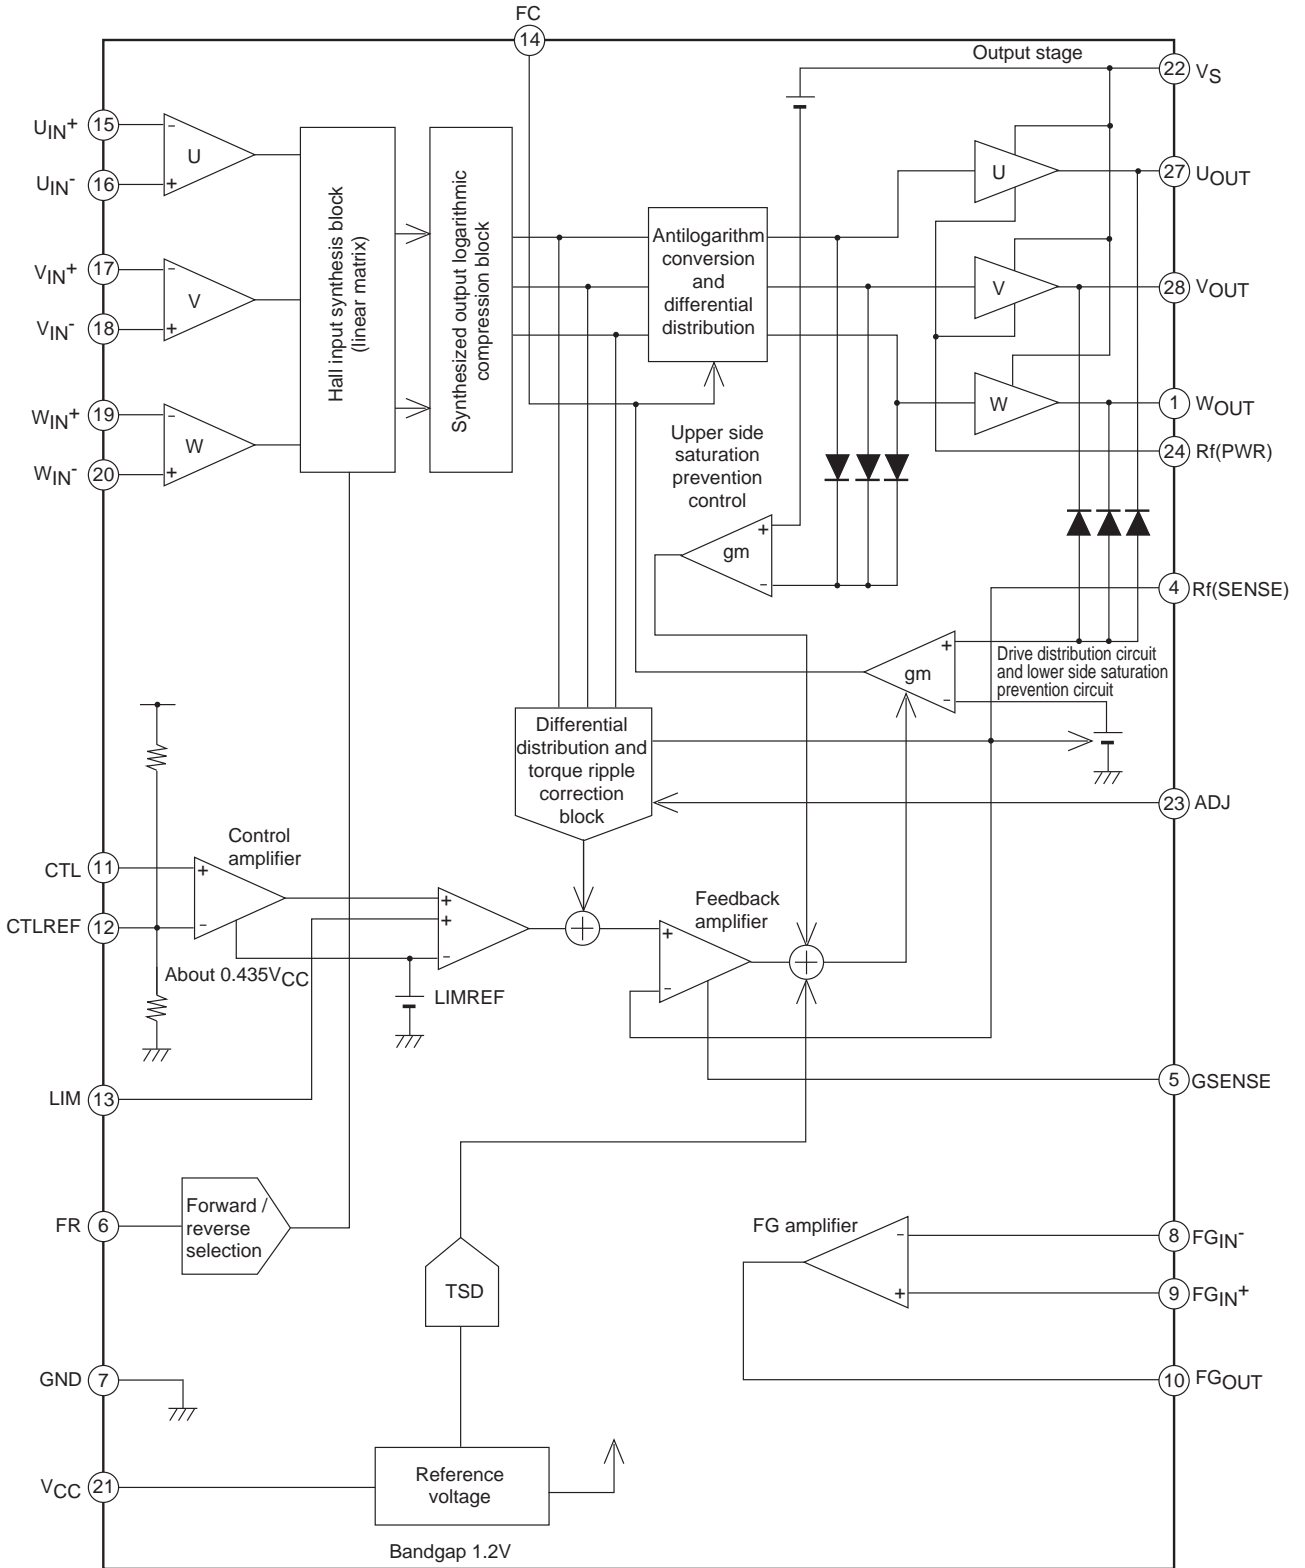 FC
14
Output stage
22 VS
UIN+ 15
U
UIN- 16
VIN+ 17
V
VIN- 18
WIN+ 19
W
WIN- 20
Hall input synthesis block
(linear matrix)
Synthesized output logarithmic
compression block
Antilogarithm
conversion
and
differential
distribution
U
27 UOUT
V
28 VOUT
W
1 WOUT
24 Rf(PWR)
Upper side
saturation
prevention
control
+
gm
-
4 Rf(SENSE)
+
gm
-
Drive distribution circuit
and lower side saturation
prevention circuit
Differential
distribution and
torque ripple
correction
block
23 ADJ
Control
amplifier
CTL 11
+
CTLREF 12
-
About 0.435VCC
+
+
-
LIMREF
Feedback
amplifier
+
-
LIM 13
5 GSENSE
FR 6
Forward /
reverse
selection
TSD
FG amplifier
-
8 FGIN-
+
9 FGIN+
10 FGOUT
GND 7
VCC 21
Reference
voltage
Bandgap 1.2V